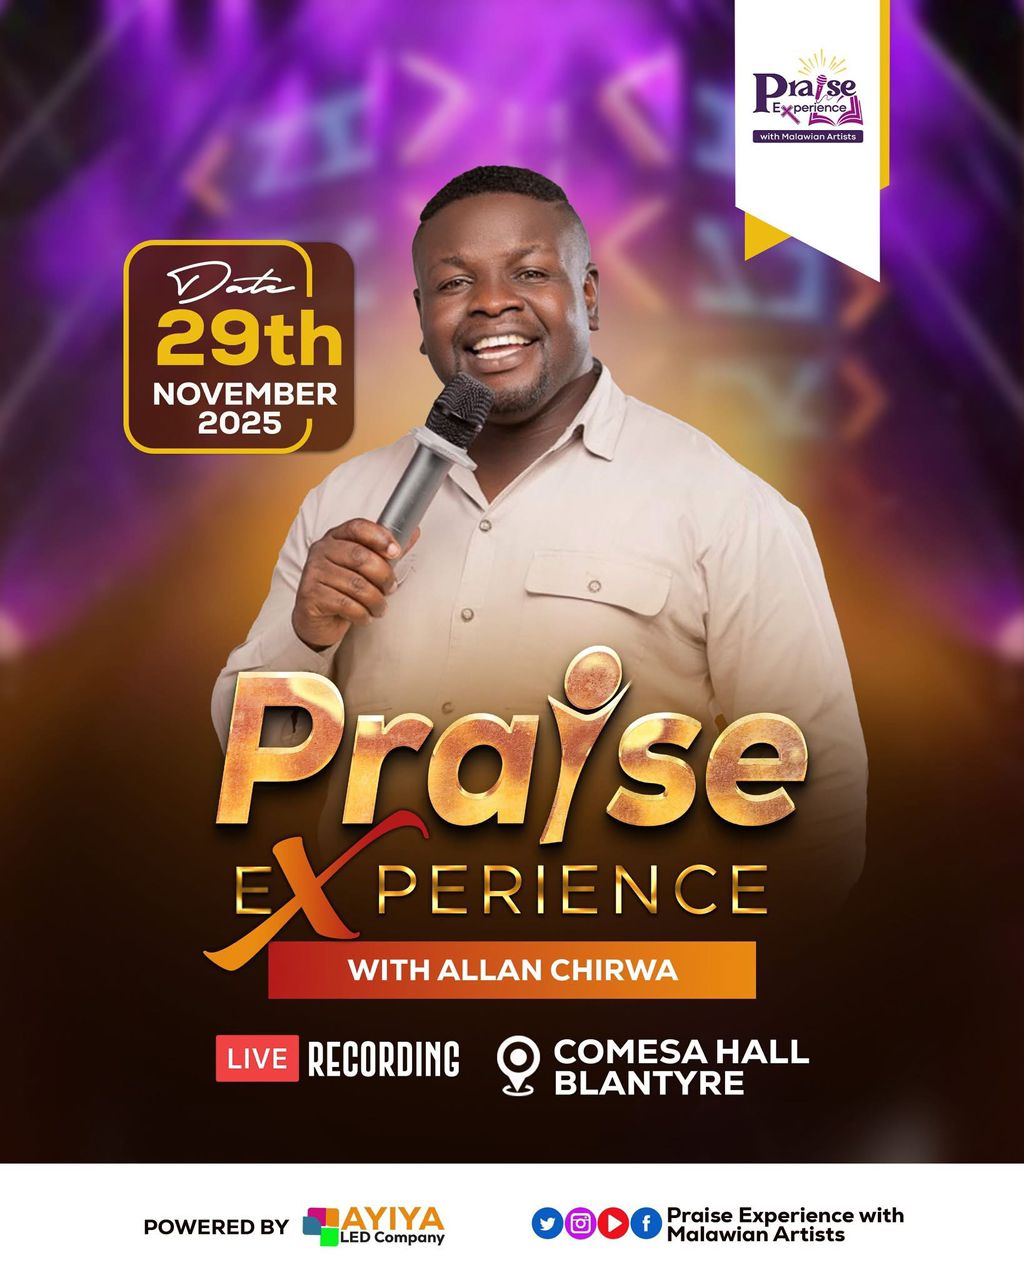 Praise
Experience
with Malawian Artists
Date
29th
NOVEMBER
2025
Praise
EXPERIENCE
WITH ALLAN CHIRWA
LIVE RECORDING
COMESA HALL
BLANTYRE
POWERED BY
AYIYA
LED Company
Praise Experience with
Malawian Artists